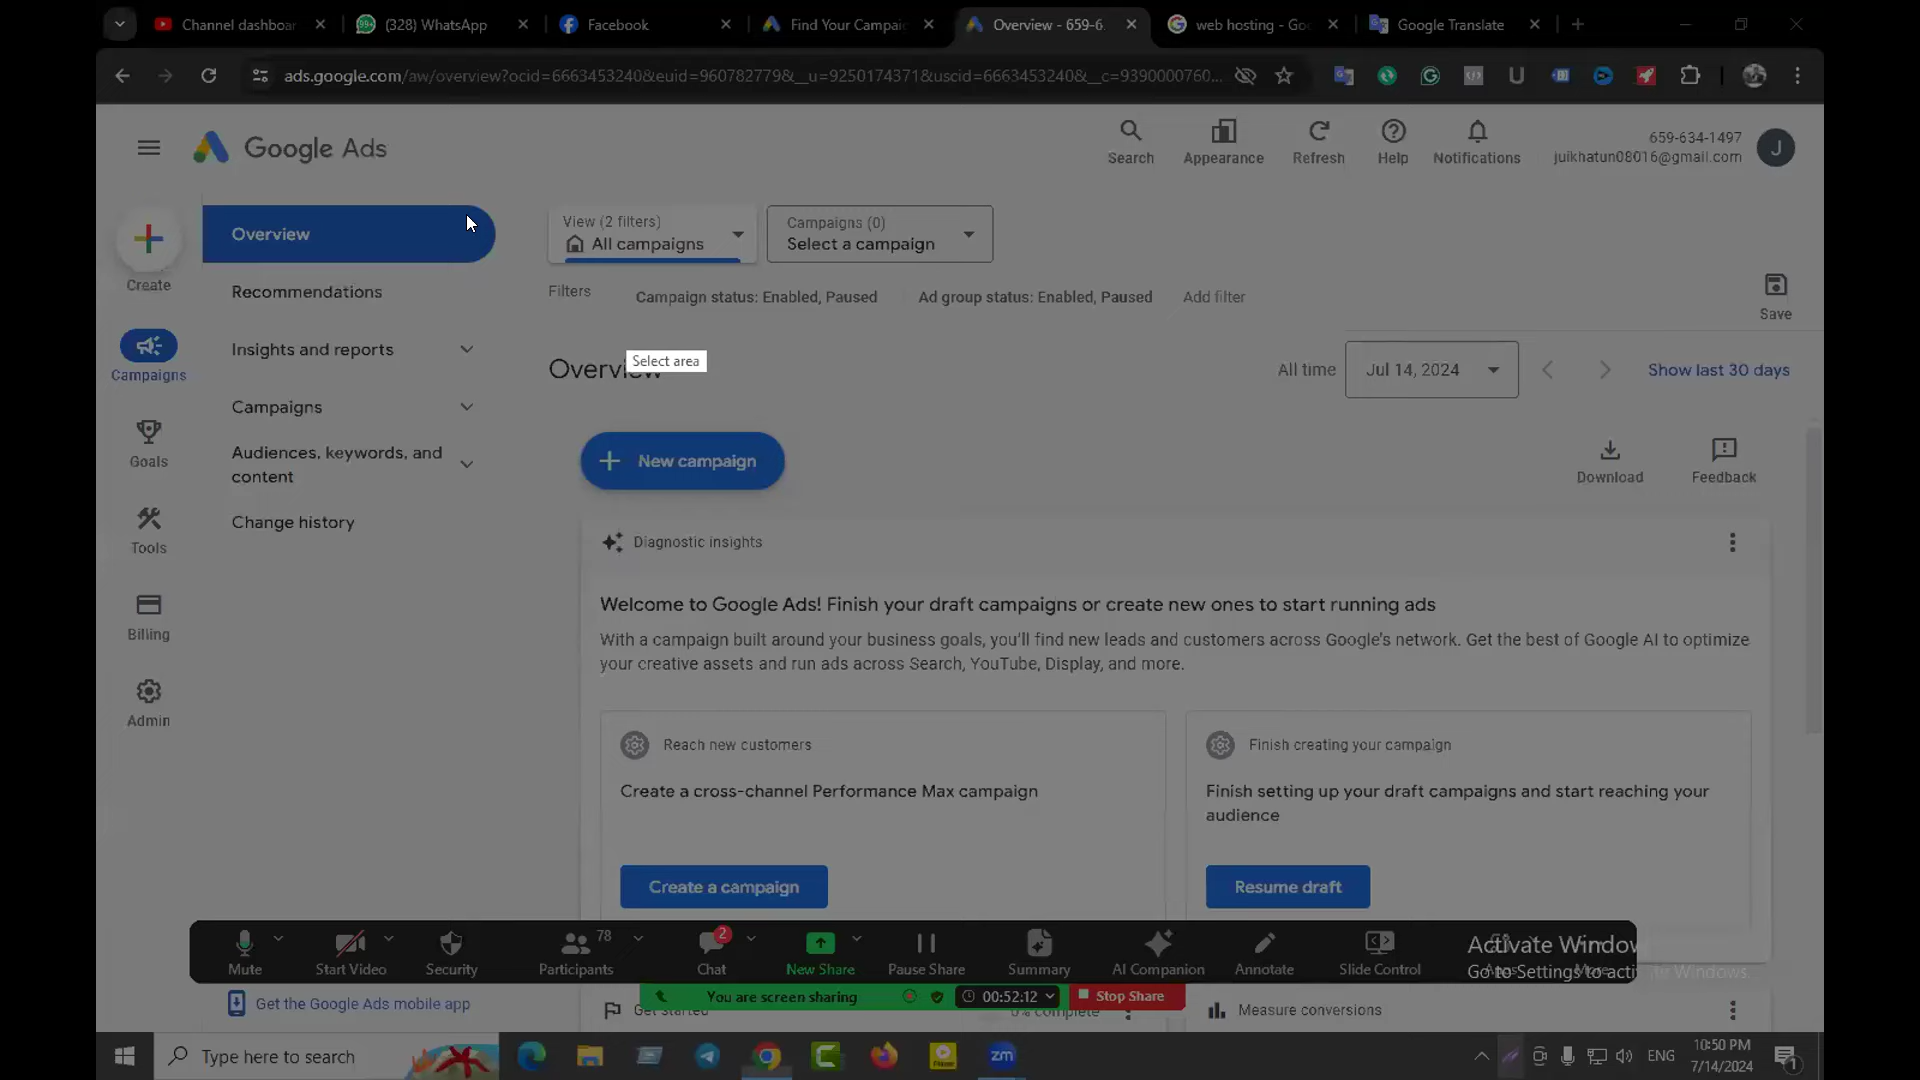 Channel dashboar
(328) WhatsApp
Facebook
Find Your Campai
Overview - 659-6
web hosting - Goo
Google Translate
ads.google.com/aw/overview?ocid=6663453240&euid=960782779&__u=9250174371&uscid=6663453240&__c=9390000760...
Google Ads
Search
Appearance
Refresh
Help
Notifications
659-634-1497
juikhatun08016@gmail.com
J
Create
Campaigns
Goals
Tools
Billing
Admin
Overview
Recommendations
Insights and reports
Campaigns
Audiences, keywords, and
content
Change history
View (2 filters)
All campaigns
Campaigns (0)
Select a campaign
Filters
Campaign status: Enabled, Paused
Ad group status: Enabled, Paused
Add filter
Save
Overview
Select area
All time
Jul 14, 2024
Show last 30 days
New campaign
Download
Feedback
Diagnostic insights
Welcome to Google Ads! Finish your draft campaigns or create new ones to start running ads
With a campaign built around your business goals, you'll find new leads and customers across Google's network. Get the best of Google AI to optimize
your creative assets and run ads across Search, YouTube, Display, and more.
Reach new customers
Create a cross-channel Performance Max campaign
Create a campaign
Finish creating your campaign
Finish setting up your draft campaigns and start reaching your
audience
Resume draft
Mute
Start Video
Security
Participants
78
Chat
2
New Share
Pause Share
Summary
AI Companion
Annotate
Slide Control
Activate Window
Go to Settings to activate Windows.
You are screen sharing
00:52:12
Stop Share
Get the Google Ads mobile app
Get started
0% complete
Measure conversions
Type here to search
zm
ENG
10:50 PM
7/14/2024
1